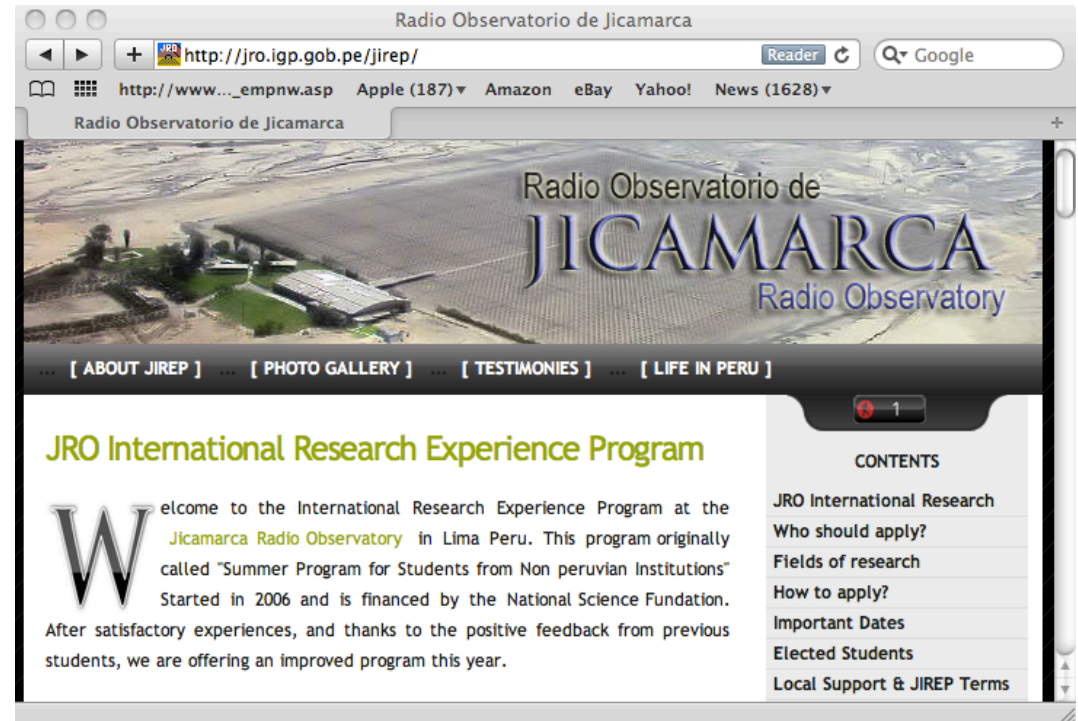 Radio Observatorio de Jicamarca
http://jro.igp.gob.pe/jirep/
Reader
Google
http://www..._empnw.asp Apple (187) Amazon eBay Yahoo! News (1628)
Radio Observatorio de Jicamarca
Radio Observatorio de
JICAMARCA
Radio Observatory
... [ ABOUT JIREP ] ... [ PHOTO GALLERY ] ... [ TESTIMONIES ] ... [ LIFE IN PERU ]
JRO International Research Experience Program
Welcome to the International Research Experience Program at the
Jicamarca Radio Observatory in Lima Peru. This program originally
called "Summer Program for Students from Non peruvian Institutions"
Started in 2006 and is financed by the National Science Fundation.
After satisfactory experiences, and thanks to the positive feedback from previous
students, we are offering an improved program this year.
1
CONTENTS
JRO International Research
Who should apply?
Fields of research
How to apply?
Important Dates
Elected Students
Local Support & JIREP Terms